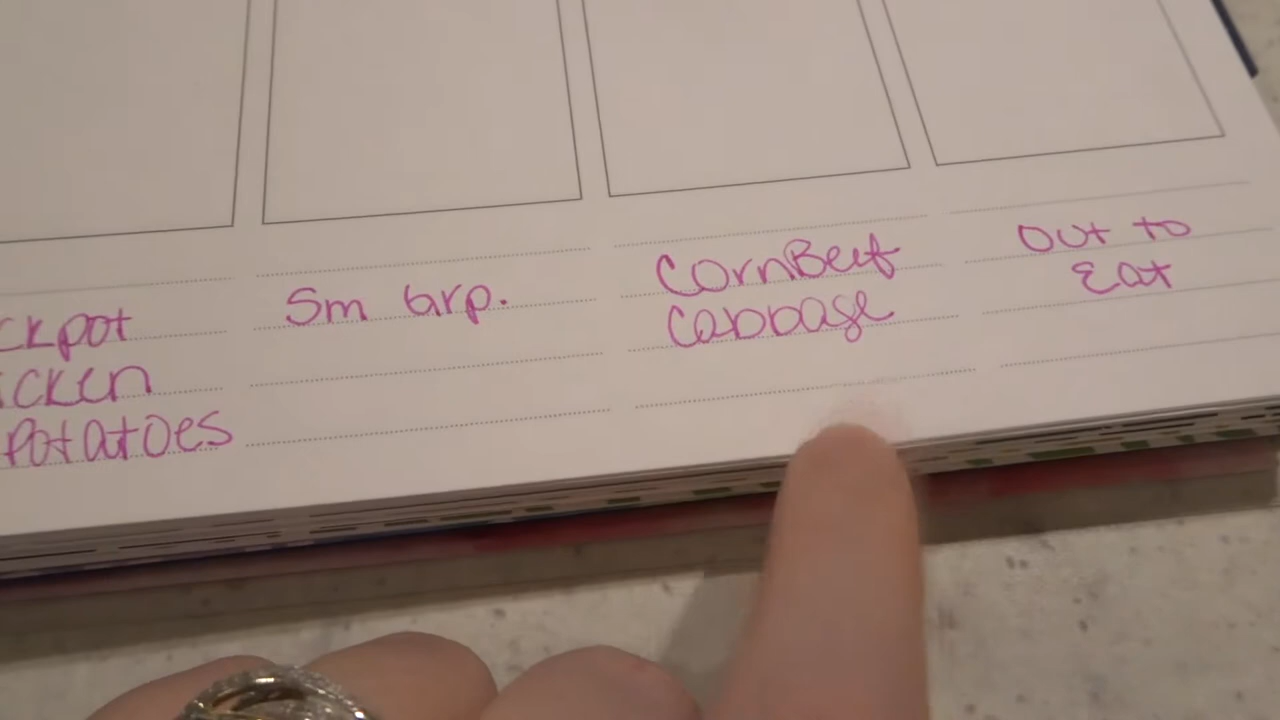 ckpot
icken
potatoes
Sm Grp.
CornBeef
Cabbage
Out to
Eat